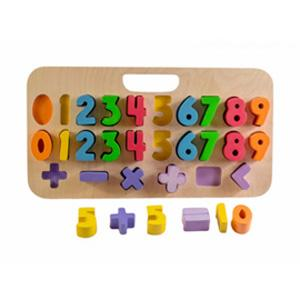 0123456789
0123456789
+ - × ÷ = <
5 + 5 = 10